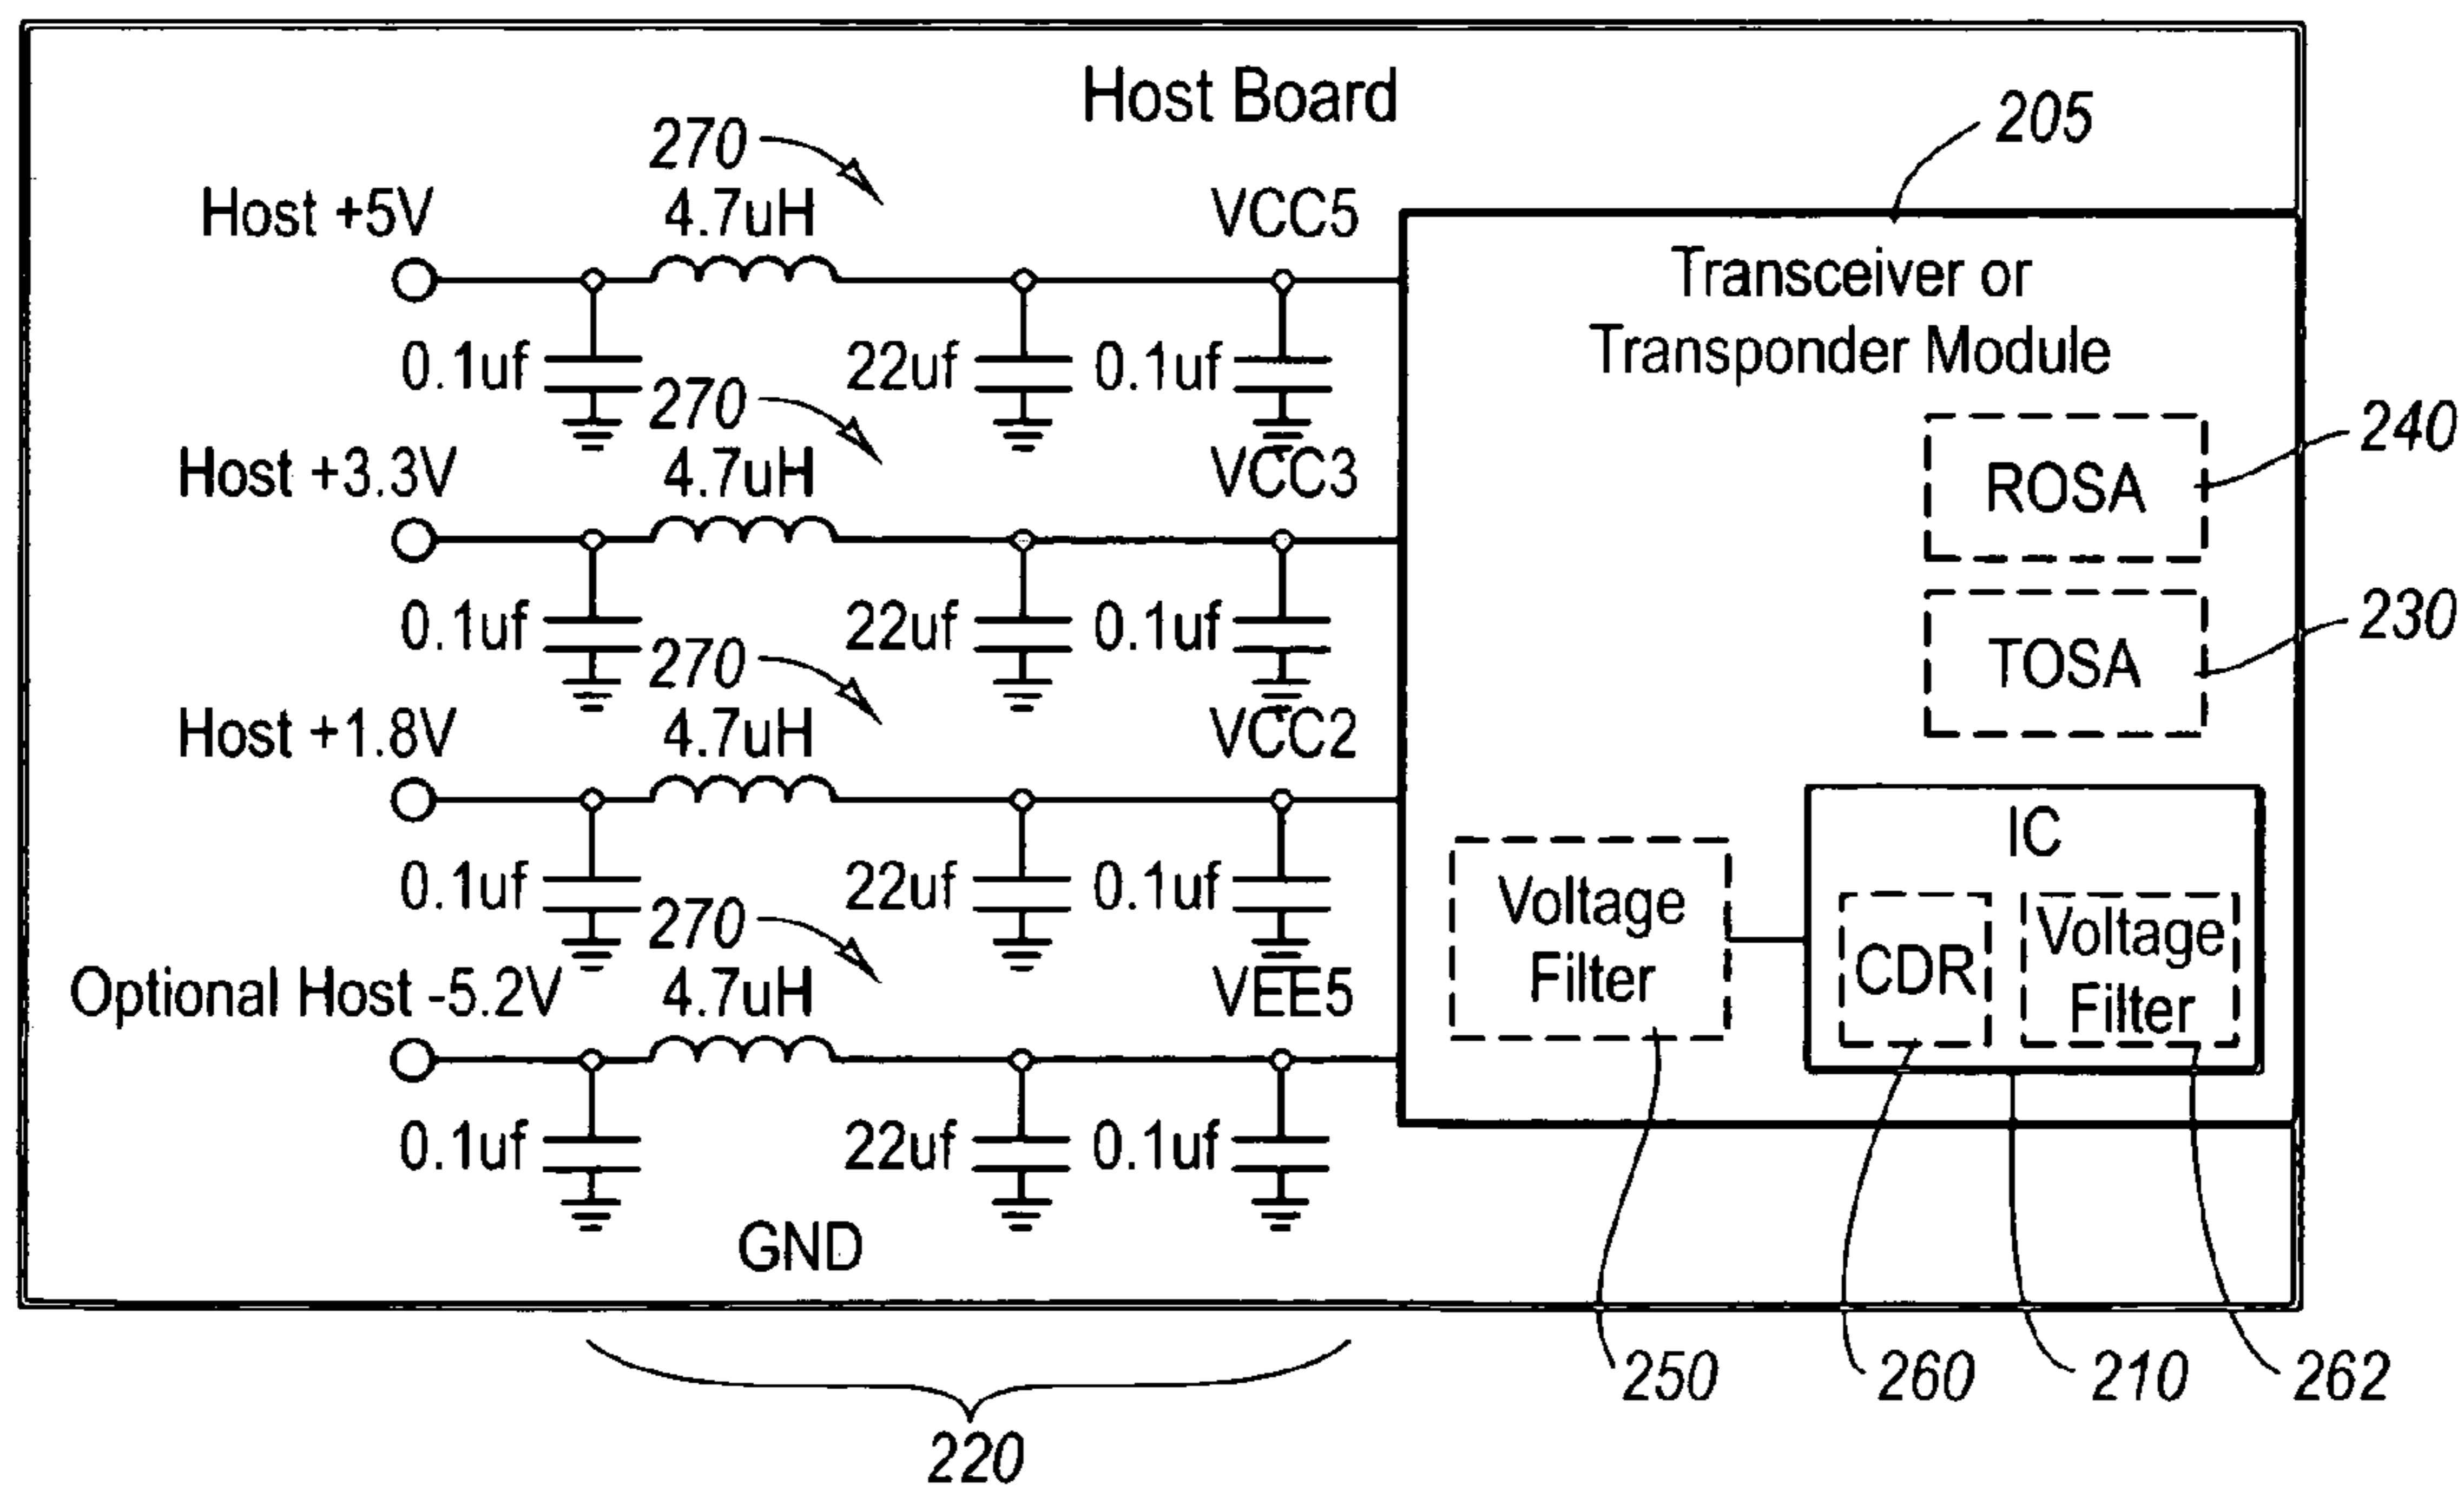 Host Board
270
205
Host +5V
4.7uH
VCC5
Transceiver or
Transponder Module
0.1uf
22uf
0.1uf
270
240
Host +3.3V
4.7uH
VCC3
ROSA
0.1uf
22uf
0.1uf
230
270
TOSA
Host +1.8V
4.7uH
VCC2
IC
0.1uf
22uf
0.1uf
Voltage
Filter
CDR
Voltage
Filter
270
Optional Host -5.2V
4.7uH
VEE5
0.1uf
22uf
0.1uf
GND
250
260
210
262
220